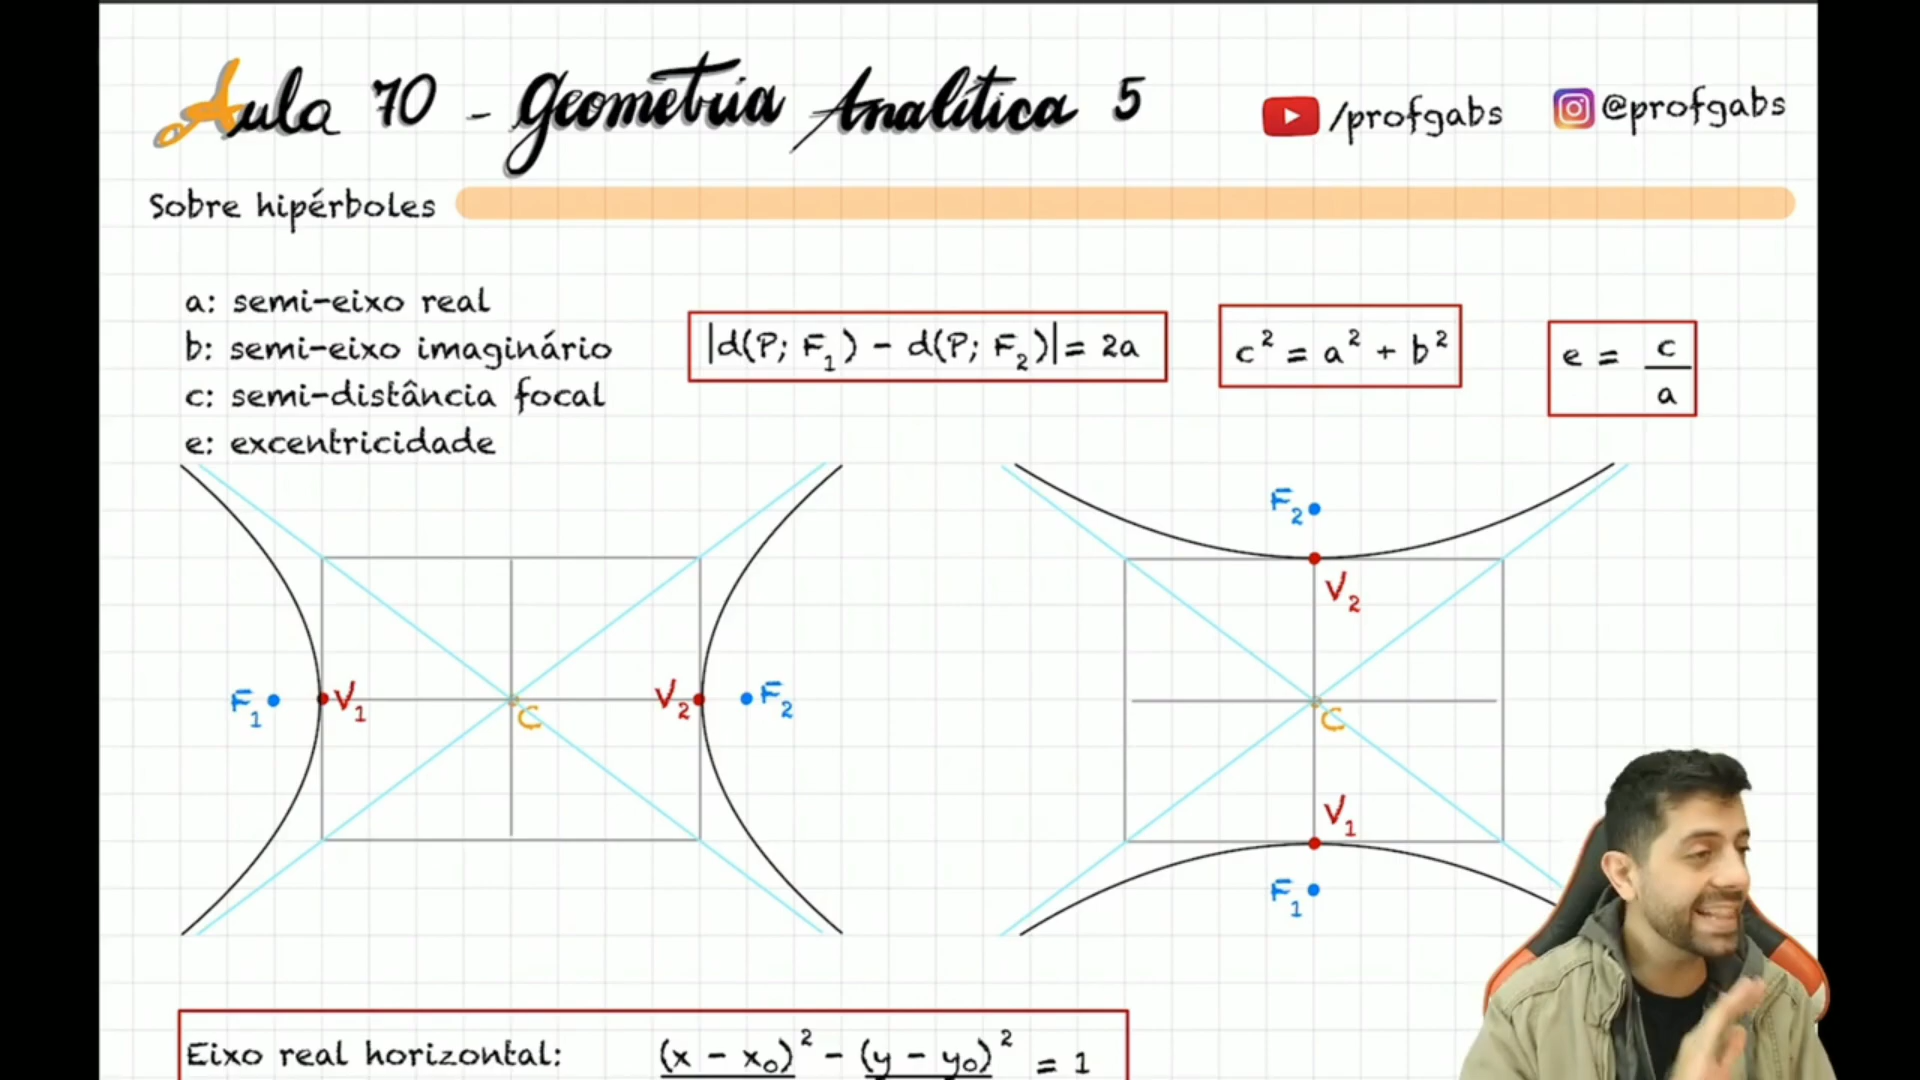 Aula 70 - Geometria Analítica 5
/profgabs
@profgabs
Sobre hipérboles
a: semi-eixo real
b: semi-eixo imaginário
c: semi-distância focal
e: excentricidade
|d(P; F₁) - d(P; F₂)| = 2a
c² = a² + b²
e = c/a
F₁
V₁
C
V₂
F₂
F₂
V₂
C
V₁
F₁
Eixo real horizontal: (x - x₀)² - (y - y₀)² = 1